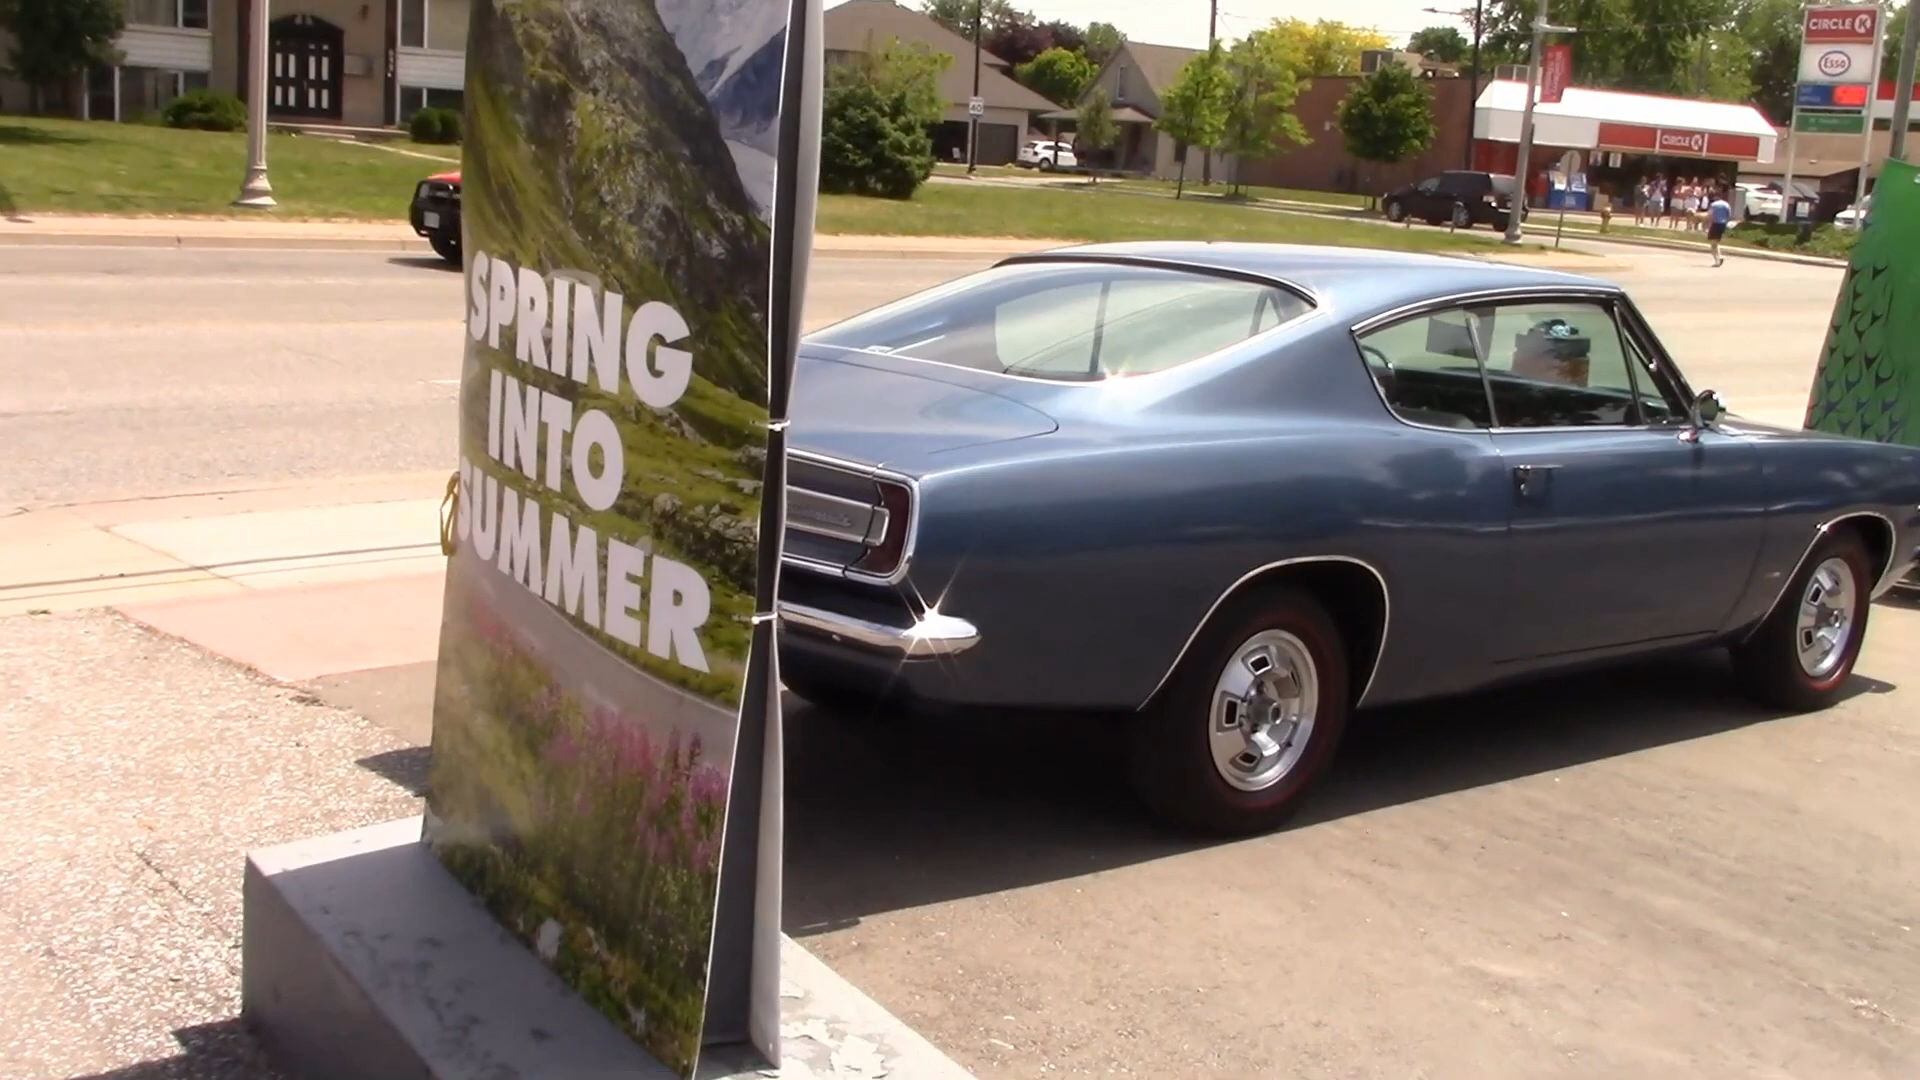 SPRING
INTO
SUMMER
CIRCLE K
Esso
CIRCLE K
40